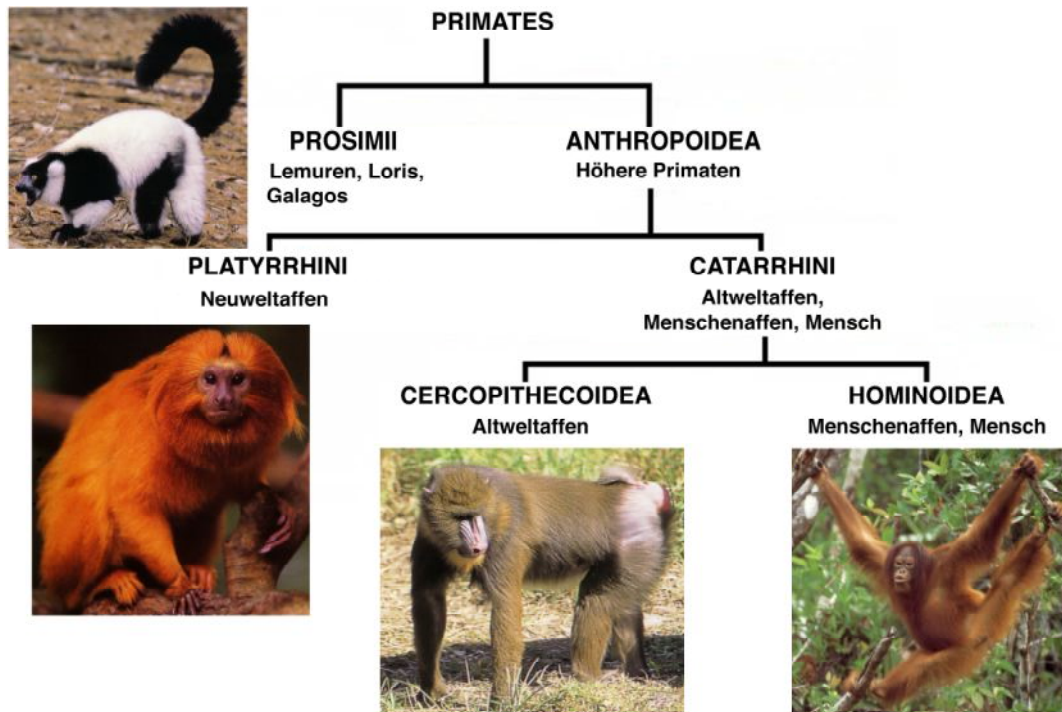 PRIMATES
PROSIMII
Lemuren, Loris,
Galagos
ANTHROPOIDEA
Höhere Primaten
PLATYRRHINI
Neuweltaffen
CATARRHINI
Altweltaffen,
Menschenaffen, Mensch
CERCOPITHECOIDEA
Altweltaffen
HOMINOIDEA
Menschenaffen, Mensch